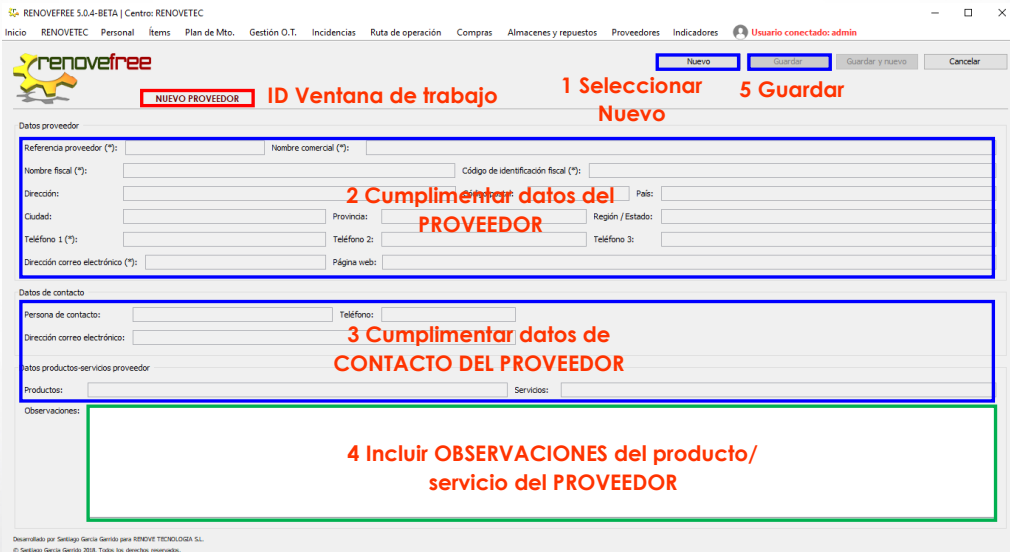 RENOVEFREE 5.0.4-BETA | Centro: RENOVETEC
Inicio RENOVETEC Personal Ítems Plan de Mto. Gestión O.T. Incidencias Ruta de operación Compras Almacenes y repuestos Proveedores Indicadores Usuario conectado: admin
renovefree
Nuevo Guardar Guardar y nuevo Cancelar
NUEVO PROVEEDOR
ID Ventana de trabajo
1 Seleccionar
Nuevo
5 Guardar
Datos proveedor
Referencia proveedor (*): Nombre comercial (*):
Nombre fiscal (*): Código de identificación fiscal (*):
Dirección: Código postal: País:
2 Cumplimentar datos del
PROVEEDOR
Ciudad: Provincia: Región / Estado:
Teléfono 1 (*): Teléfono 2: Teléfono 3:
Dirección correo electrónico (*): Página web:
Datos de contacto
Persona de contacto: Teléfono:
Dirección correo electrónico:
3 Cumplimentar datos de
CONTACTO DEL PROVEEDOR
Datos productos-servicios proveedor
Productos: Servicios:
Observaciones:
4 Incluir OBSERVACIONES del producto/
servicio del PROVEEDOR
Desarrollado por Santiago García Garrido para RENOVE TECNOLOGIA S.L.
© Santiago García Garrido 2018. Todos los derechos reservados.